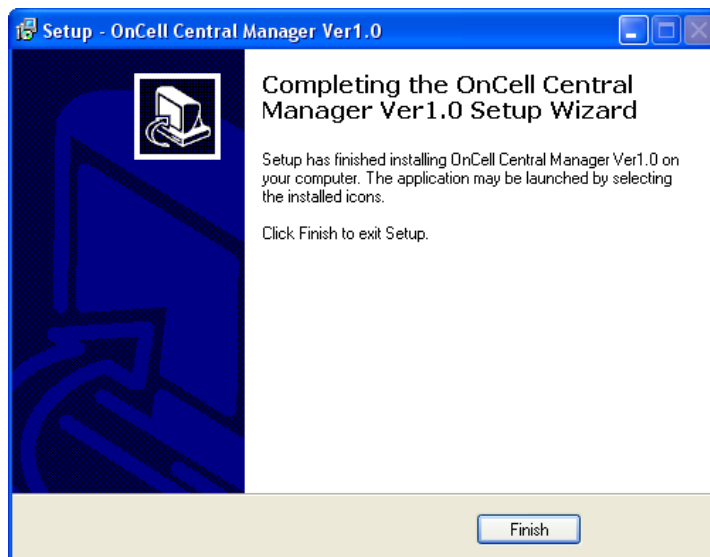 Setup - OnCell Central Manager Ver1.0
Completing the OnCell Central
Manager Ver1.0 Setup Wizard
Setup has finished installing OnCell Central Manager Ver1.0 on
your computer. The application may be launched by selecting
the installed icons.
Click Finish to exit Setup.
Finish